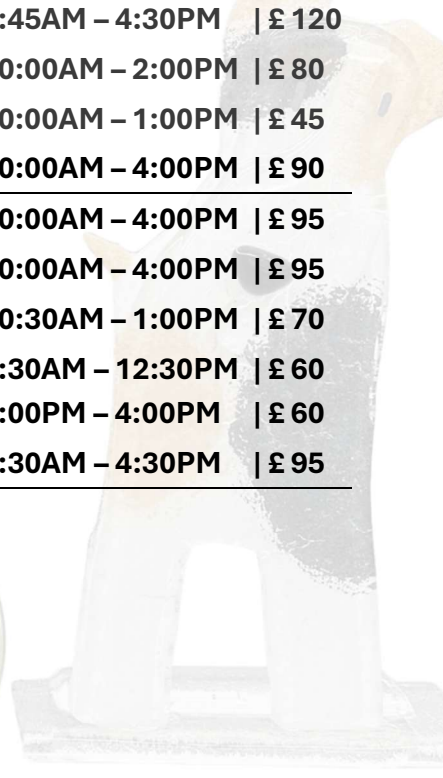 :45AM – 4:30PM | £ 120
0:00AM – 2:00PM | £ 80
0:00AM – 1:00PM | £ 45
0:00AM – 4:00PM | £ 90
0:00AM – 4:00PM | £ 95
0:00AM – 4:00PM | £ 95
0:30AM – 1:00PM | £ 70
:30AM – 12:30PM | £ 60
:00PM – 4:00PM | £ 60
:30AM – 4:30PM | £ 95